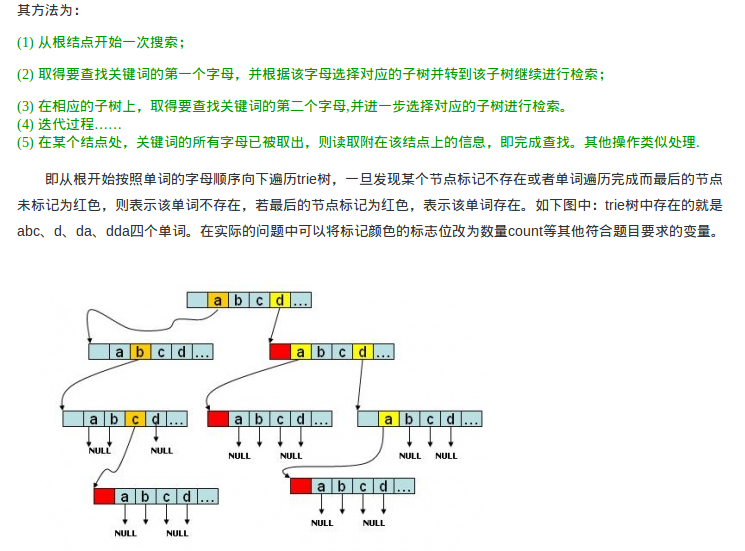 其方法为：
(1) 从根结点开始一次搜索；
(2) 取得要查找关键词的第一个字母，并根据该字母选择对应的子树并转到该子树继续进行检索；
(3) 在相应的子树上，取得要查找关键词的第二个字母,并进一步选择对应的子树进行检索。
(4) 迭代过程……
(5) 在某个结点处，关键词的所有字母已被取出，则读取附在该结点上的信息，即完成查找。其他操作类似处理.
即从根开始按照单词的字母顺序向下遍历trie树，一旦发现某个节点标记不存在或者单词遍历完成而最后的节点
未标记为红色，则表示该单词不存在，若最后的节点标记为红色，表示该单词存在。如下图中：trie树中存在的就是
abc、d、da、dda四个单词。在实际的问题中可以将标记颜色的标志位改为数量count等其他符合题目要求的变量。
a b c d ...
a b c d ... a b c d ...
a b c d ... a b c d ... a b c d ...
NULL NULL NULL NULL NULL NULL
a b c d ... a b c d ...
NULL NULL NULL NULL